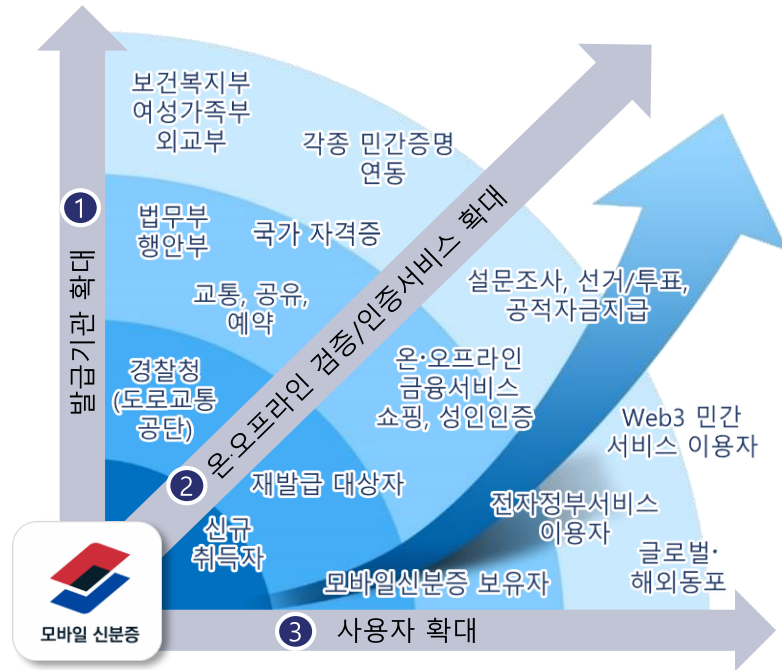 보건복지부
여성가족부
외교부
각종 민간증명
연동
1
법무부
행안부
국가 자격증
교통, 공유,
예약
발급기관 확대
경찰청
(도로교통
공단)
2
온·오프라인 검증/인증서비스 확대
설문조사, 선거/투표,
공적자금지급
온·오프라인
금융서비스
쇼핑, 성인인증
Web3 민간
서비스 이용자
재발급 대상자
전자정부서비스
이용자
신규
취득자
글로벌·
해외동포
모바일신분증 보유자
모바일 신분증
3
사용자 확대